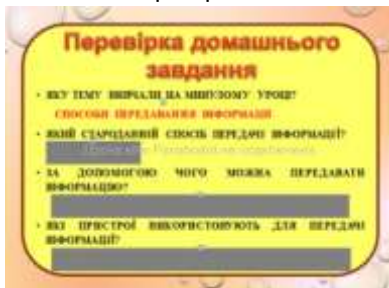 Перевірка домашнього
завдання
• ЯКУ ТЕМУ ВИВЧАЛИ НА МИНУЛОМУ УРОЦІ?
СПОСОБИ ПЕРЕДАВАННЯ ІНФОРМАЦІЇ
• ЯКИЙ СТАРОДАВНІЙ СПОСІБ ПЕРЕДАЧІ ІНФОРМАЦІЇ?
• ЗА ДОПОМОГОЮ ЧОГО МОЖНА ПЕРЕДАВАТИ
ІНФОРМАЦІЮ?
• ЯКІ ПРИСТРОЇ ВИКОРИСТОВУЮТЬ ДЛЯ ПЕРЕДАЧІ
ІНФОРМАЦІЇ?